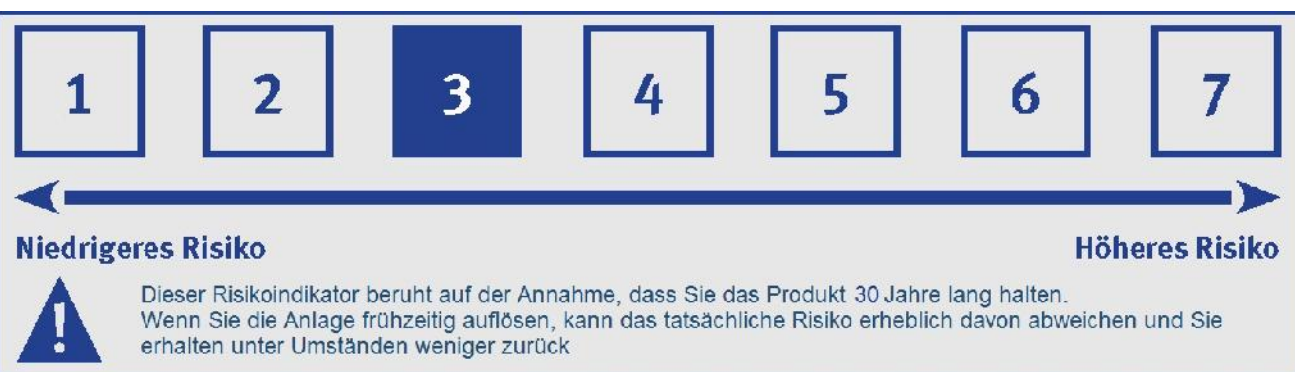 1 2 3 4 5 6 7
Niedrigeres Risiko Höheres Risiko
!
Dieser Risikoindikator beruht auf der Annahme, dass Sie das Produkt 30 Jahre lang halten.
Wenn Sie die Anlage frühzeitig auflösen, kann das tatsächliche Risiko erheblich davon abweichen und Sie
erhalten unter Umständen weniger zurück